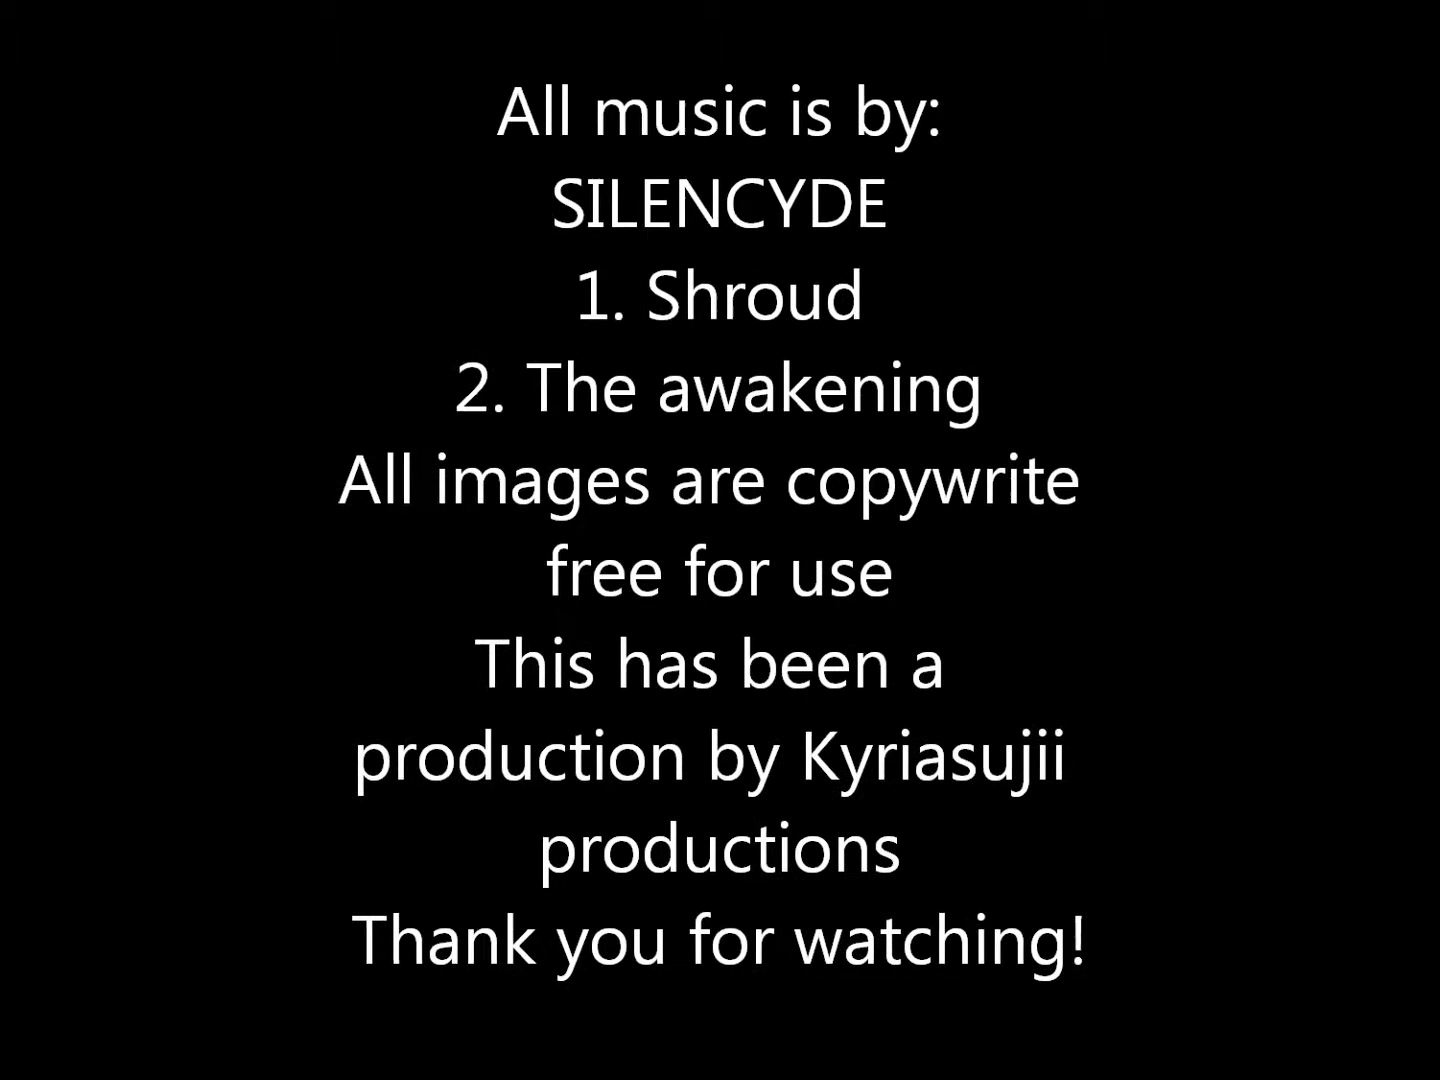 All music is by:
SILENCYDE
1. Shroud
2. The awakening
All images are copywrite
free for use
This has been a
production by Kyriasujii
productions
Thank you for watching!